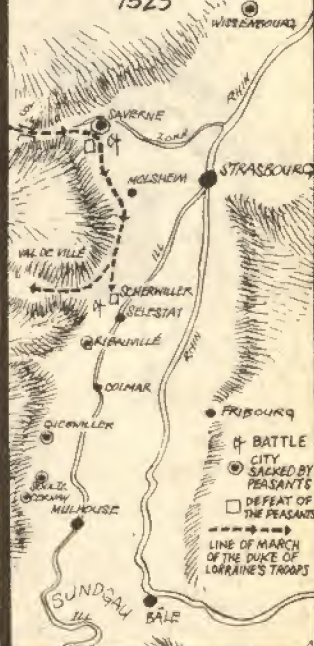 1525
WISSEMBOURG
RHIN
SAVERNE
ZORN
STRASBOURG
MOLSHEIM
VAL DE VILLÉ
ILL
SCHERWILLER
SELESTAT
RIBEAUVILLÉ
RHIN
COLMAR
FRIBOURG
BATTLE
CITY
SACKED BY
PEASANTS
DEFEAT OF
THE PEASANTS
LINE OF MARCH
OF THE DUKE OF
LORRAINE'S TROOPS
MULHOUSE
SUNDGAU
ILL
BÂLE